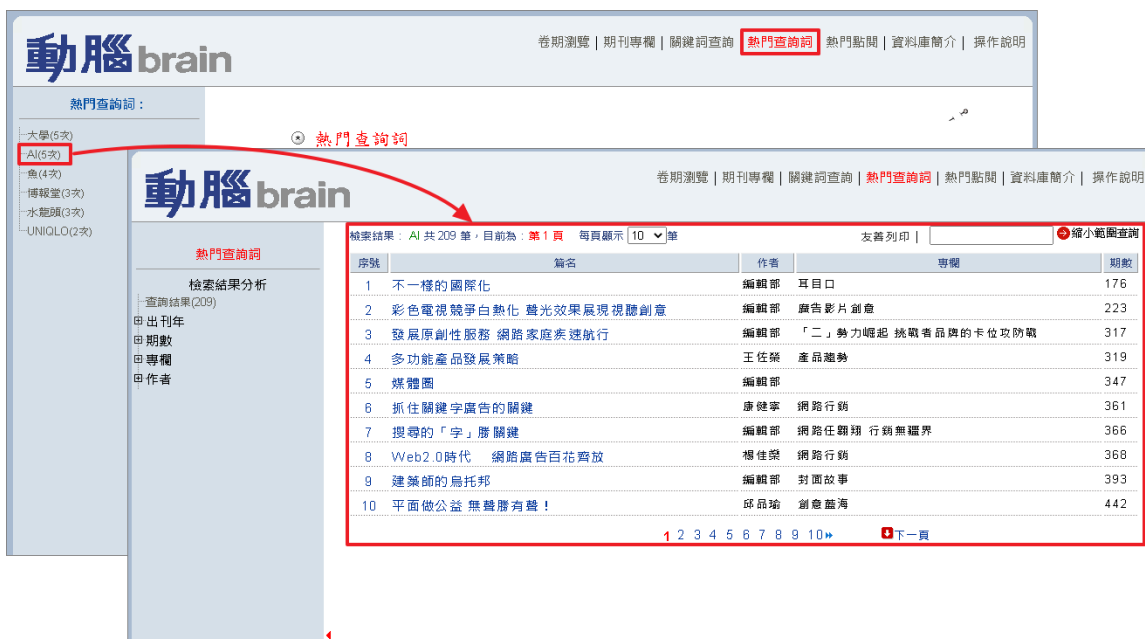 動腦brain
卷期瀏覽 | 期刊專欄 | 關鍵詞查詢 | 熱門查詢詞 | 熱門點閱 | 資料庫簡介 | 操作說明
熱門查詢詞：
大學(5次)
AI(5次)
魚(4次)
博報堂(3次)
水龍頭(3次)
UNIQLO(2次)
熱門查詢詞
動腦brain
卷期瀏覽 | 期刊專欄 | 關鍵詞查詢 | 熱門查詢詞 | 熱門點閱 | 資料庫簡介 | 操作說明
熱門查詢詞
檢索結果分析
查詢結果(209)
出刊年
期數
專欄
作者
檢索結果： AI 共 209 筆，目前為：第1 頁 每頁顯示 10 筆 友善列印 | 縮小範圍查詢
序號 篇名 作者 專欄 期數
1 不一樣的國際化 編輯部 耳目口 176
2 彩色電視競爭白熱化 聲光效果展現視聽創意 編輯部 廣告影片創意 223
3 發展原創性服務 網路家庭疾速航行 編輯部 「二」勢力崛起 挑戰者品牌的卡位攻防戰 317
4 多功能產品發展策略 王佐榮 產品趨勢 319
5 媒體圈 編輯部 347
6 抓住關鍵字廣告的關鍵 康健寧 網路行銷 361
7 搜尋的「字」勝關鍵 編輯部 網路任翱翔 行銷無疆界 366
8 Web2.0時代 網路廣告百花齊放 楊佳榮 網路行銷 368
9 建築師的烏托邦 編輯部 封面故事 393
10 平面做公益 無聲勝有聲！ 邱品瑜 創意藍海 442
1 2 3 4 5 6 7 8 9 10 下一頁